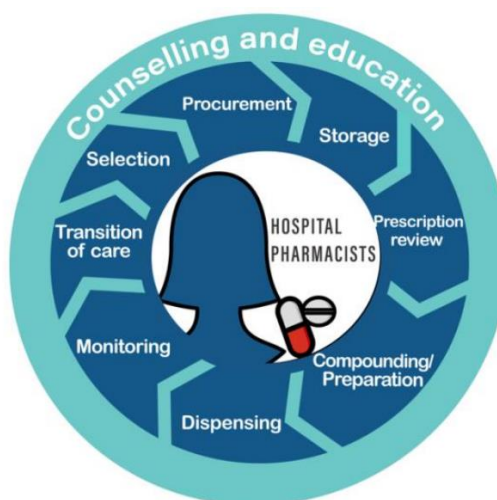 Counselling and education
Procurement
Storage
Prescription
review
Compounding/
Preparation
Dispensing
Monitoring
Transition
of care
Selection
HOSPITAL
PHARMACISTS